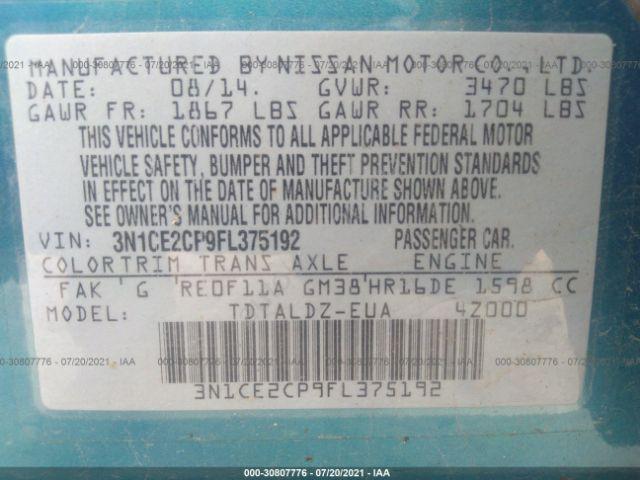 MANUFACTURED BY NISSAN MOTOR CO., LTD.
DATE: 08/14. GVWR: 3470 LBS
GAWR FR: 1867 LBS GAWR RR: 1704 LBS
THIS VEHICLE CONFORMS TO ALL APPLICABLE FEDERAL MOTOR
VEHICLE SAFETY, BUMPER AND THEFT PREVENTION STANDARDS
IN EFFECT ON THE DATE OF MANUFACTURE SHOWN ABOVE.
SEE OWNER'S MANUAL FOR ADDITIONAL INFORMATION.
VIN: 3N1CE2CP9FL375192 PASSENGER CAR.
COLOR TRIM TRANS AXLE ENGINE
FAK G RE0F11A GM38 HR16DE 1598 CC
MODEL: TDTALDZ-EUA 4Z000
3N1CE2CP9FL375192
000-30807776 - 07/20/2021 - IAA